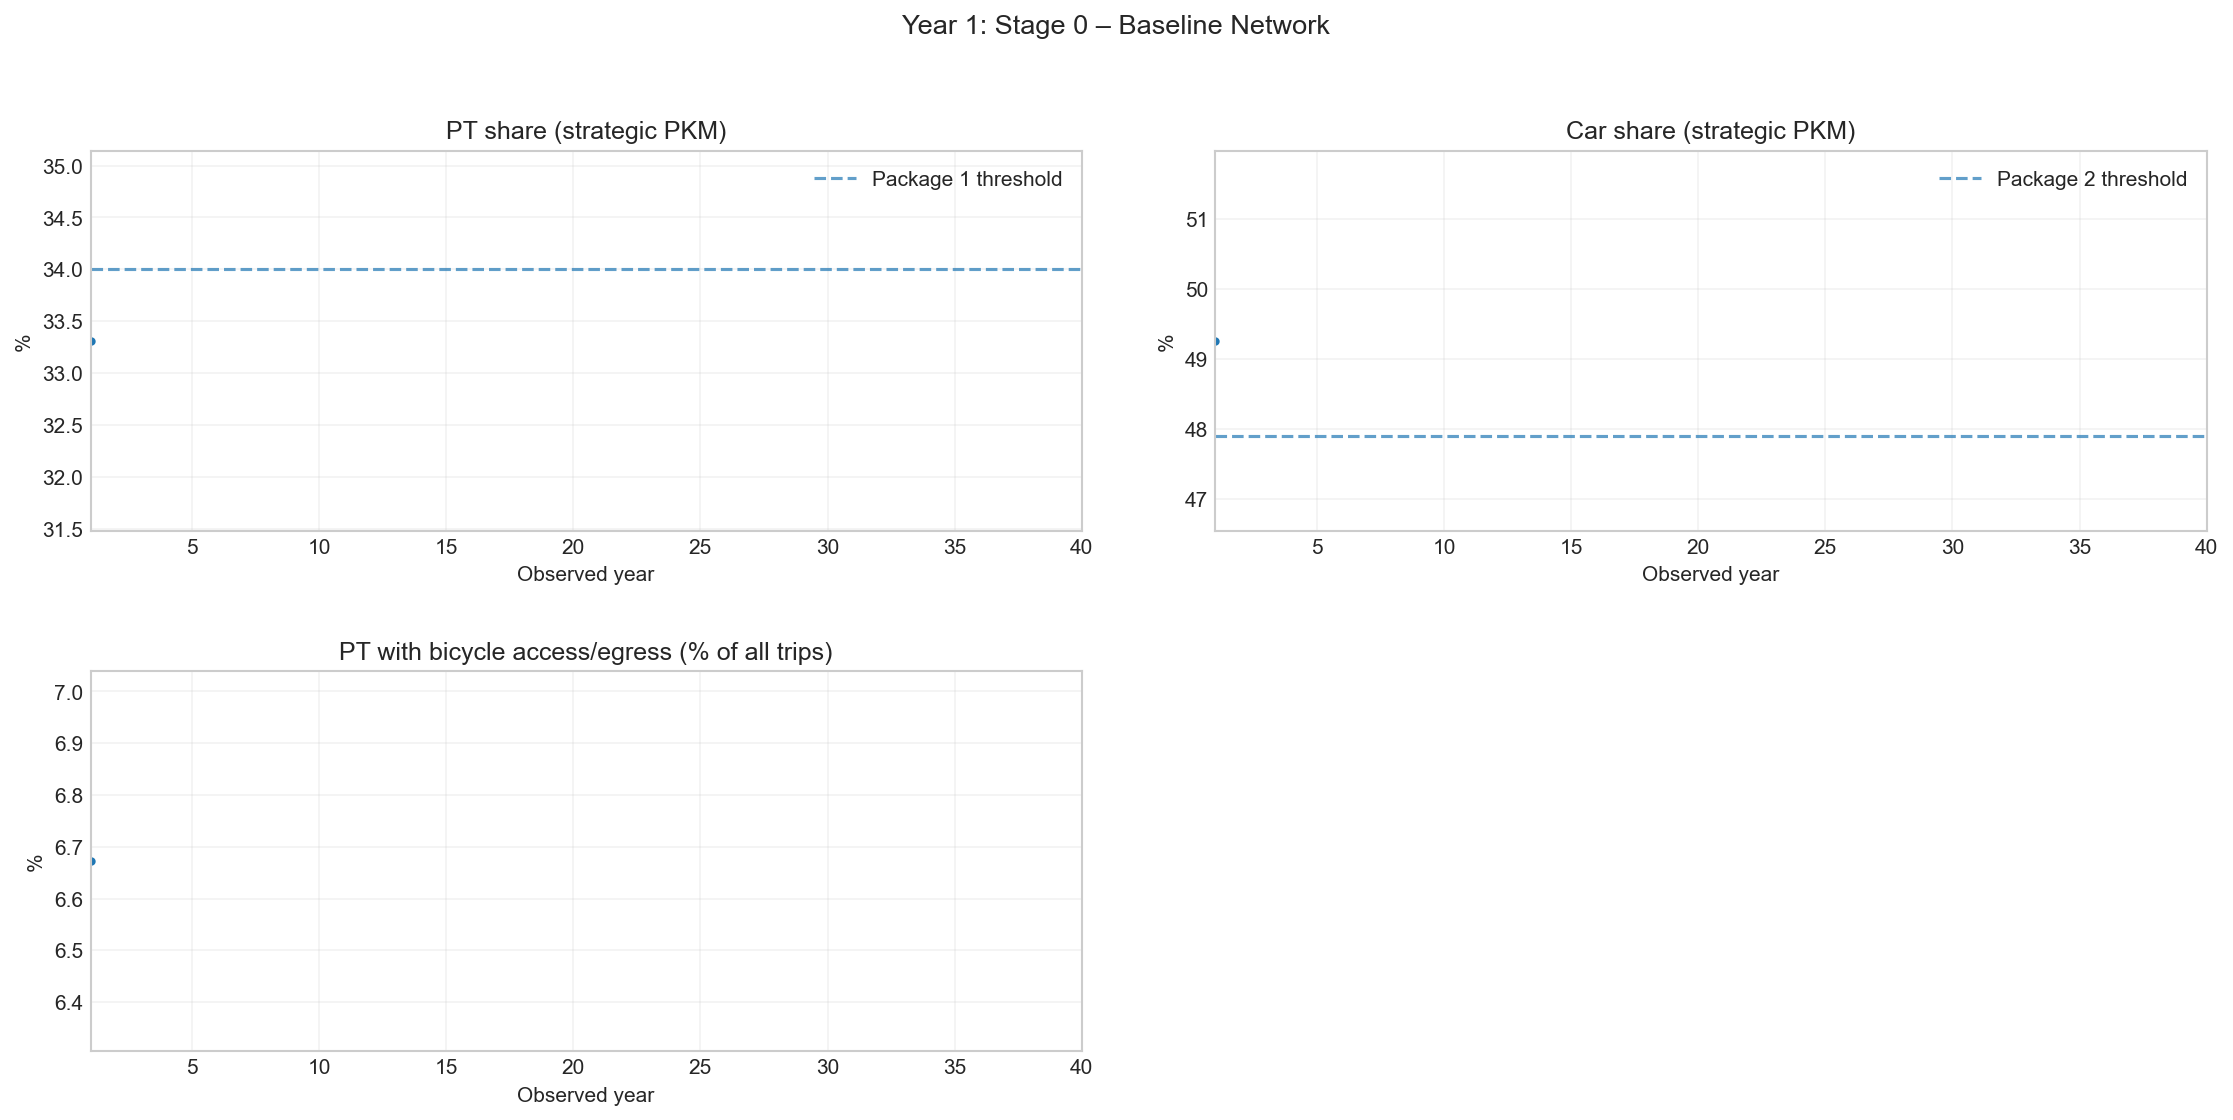 Year 1: Stage 0 – Baseline Network
PT share (strategic PKM)
35.0
34.5
34.0
33.5
33.0
32.5
32.0
31.5
%
Package 1 threshold
5 10 15 20 25 30 35 40
Observed year
Car share (strategic PKM)
51
50
49
48
47
%
Package 2 threshold
5 10 15 20 25 30 35 40
Observed year
PT with bicycle access/egress (% of all trips)
7.0
6.9
6.8
6.7
6.6
6.5
6.4
%
5 10 15 20 25 30 35 40
Observed year